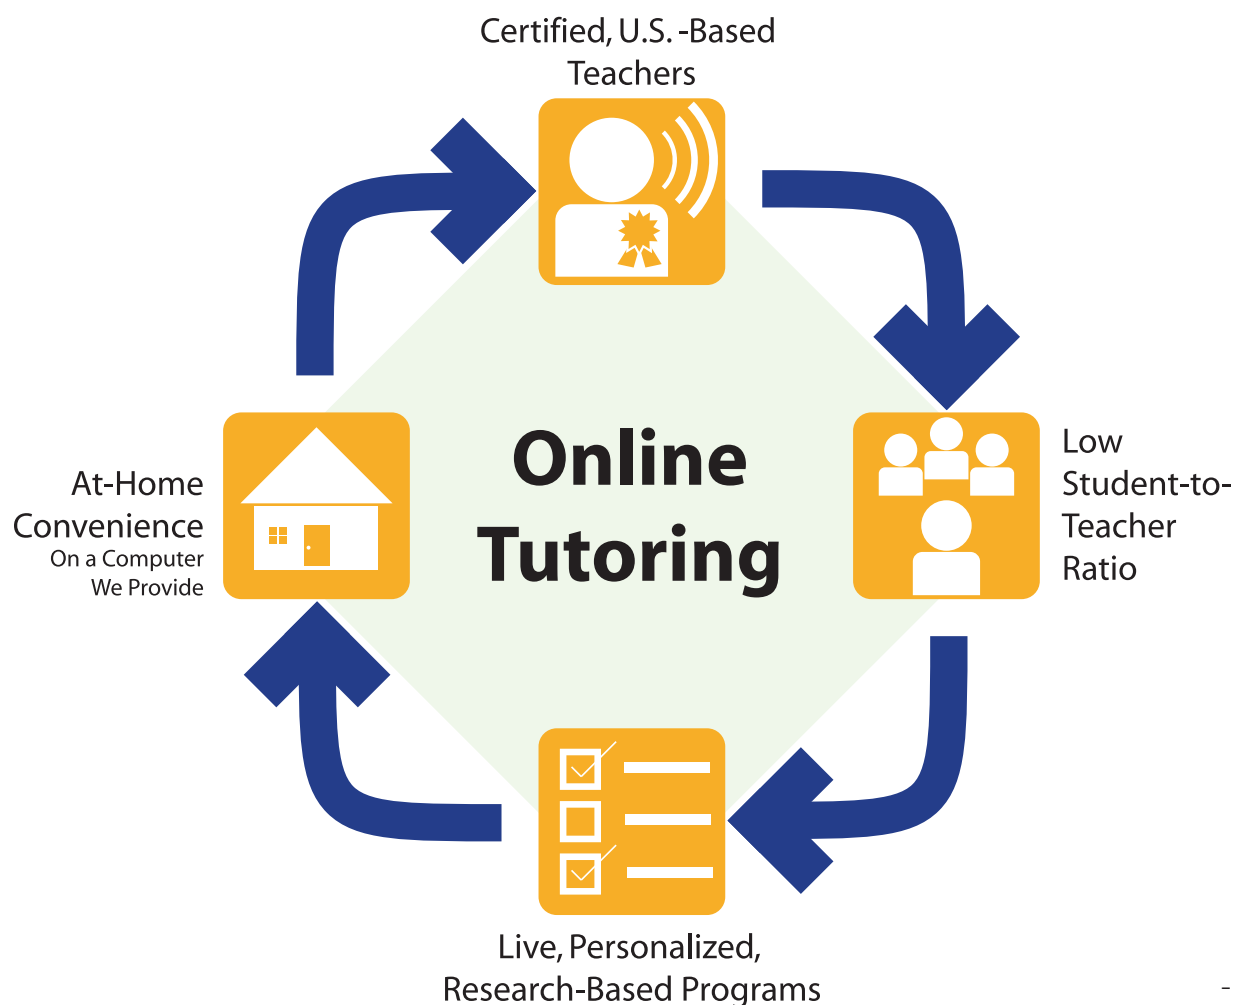 Certified, U.S. -Based
Teachers
Online
Tutoring
Low
Student-to-
Teacher
Ratio
At-Home
Convenience
On a Computer
We Provide
Live, Personalized,
Research-Based Programs
-